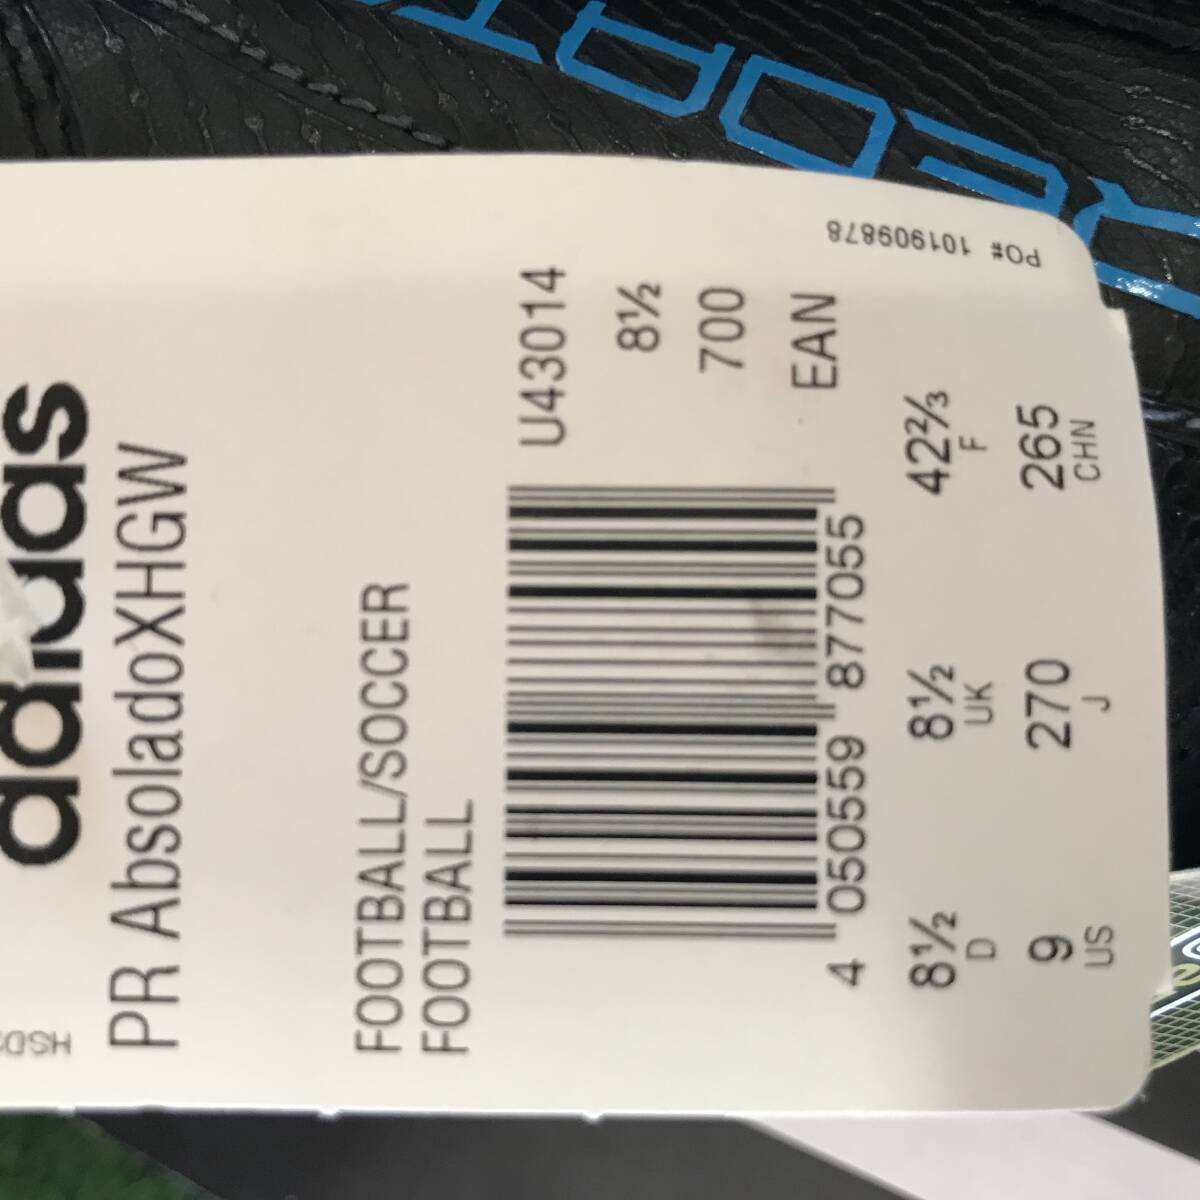 adidas
PR AbsoladoXHGW
FOOTBALL/SOCCER
FOOTBALL
U43014
8½
700
EAN
4 050559 877055
8½ D
8½ UK
42⅔ F
9 US
270 J
265 CHN
PO# 101909878